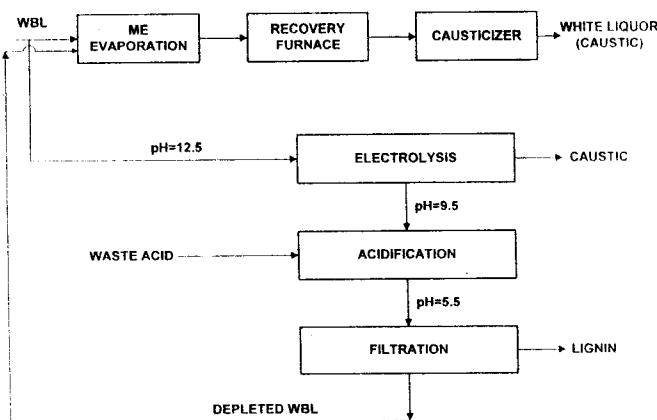 WBL
ME
EVAPORATION
RECOVERY
FURNACE
CAUSTICIZER
WHITE LIQUOR
(CAUSTIC)
pH=12.5
ELECTROLYSIS
CAUSTIC
pH=9.5
WASTE ACID
ACIDIFICATION
pH=5.5
FILTRATION
LIGNIN
DEPLETED WBL